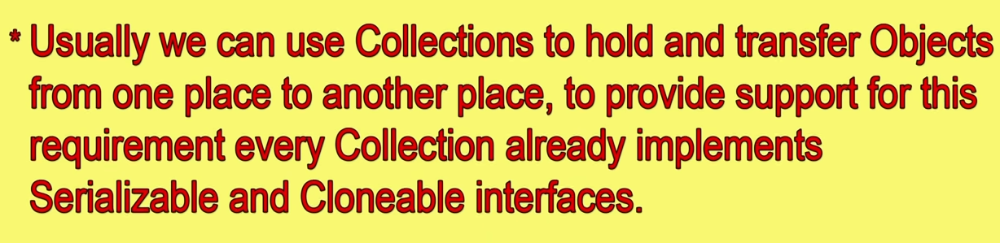 * Usually we can use Collections to hold and transfer Objects
from one place to another place, to provide support for this
requirement every Collection already implements
Serializable and Cloneable interfaces.